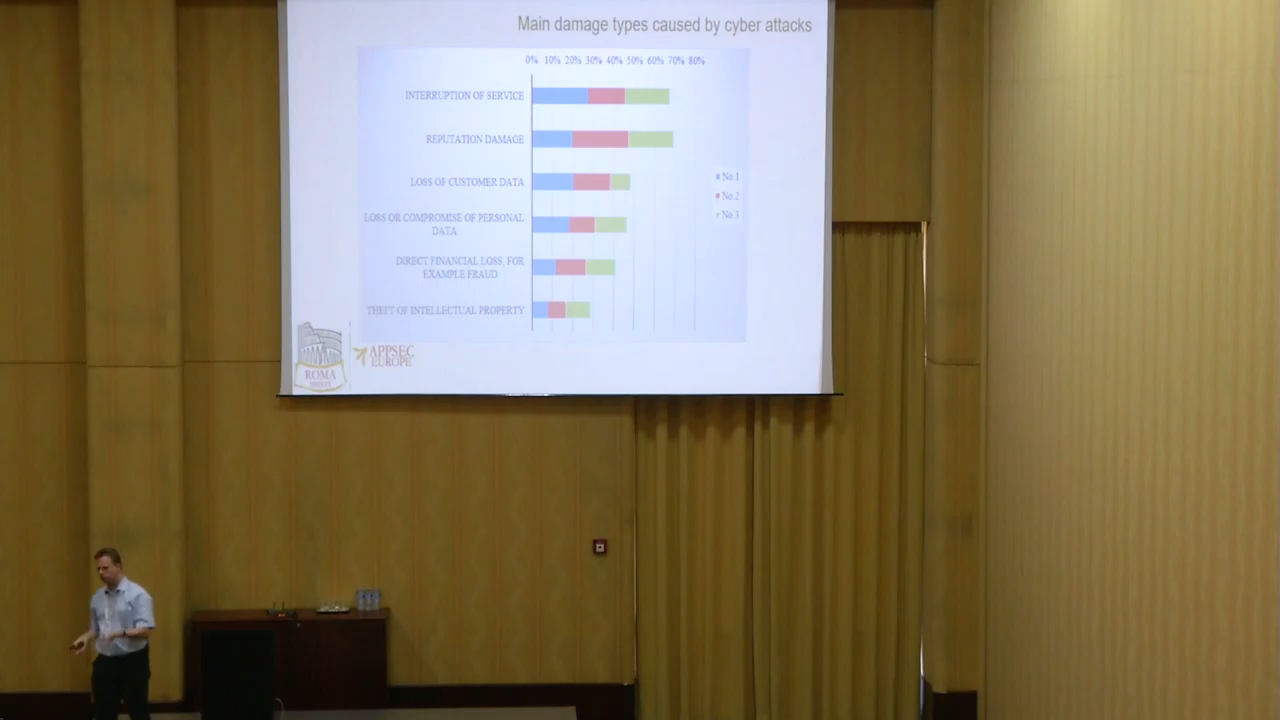 Main damage types caused by cyber attacks
0% 10% 20% 30% 40% 50% 60% 70% 80%
INTERRUPTION OF SERVICE
REPUTATION DAMAGE
LOSS OF CUSTOMER DATA
LOSS OR COMPROMISE OF PERSONAL
DATA
DIRECT FINANCIAL LOSS, FOR
EXAMPLE FRAUD
THEFT OF INTELLECTUAL PROPERTY
No.1
No.2
No.3
ROMA
APPSEC
EUROPE